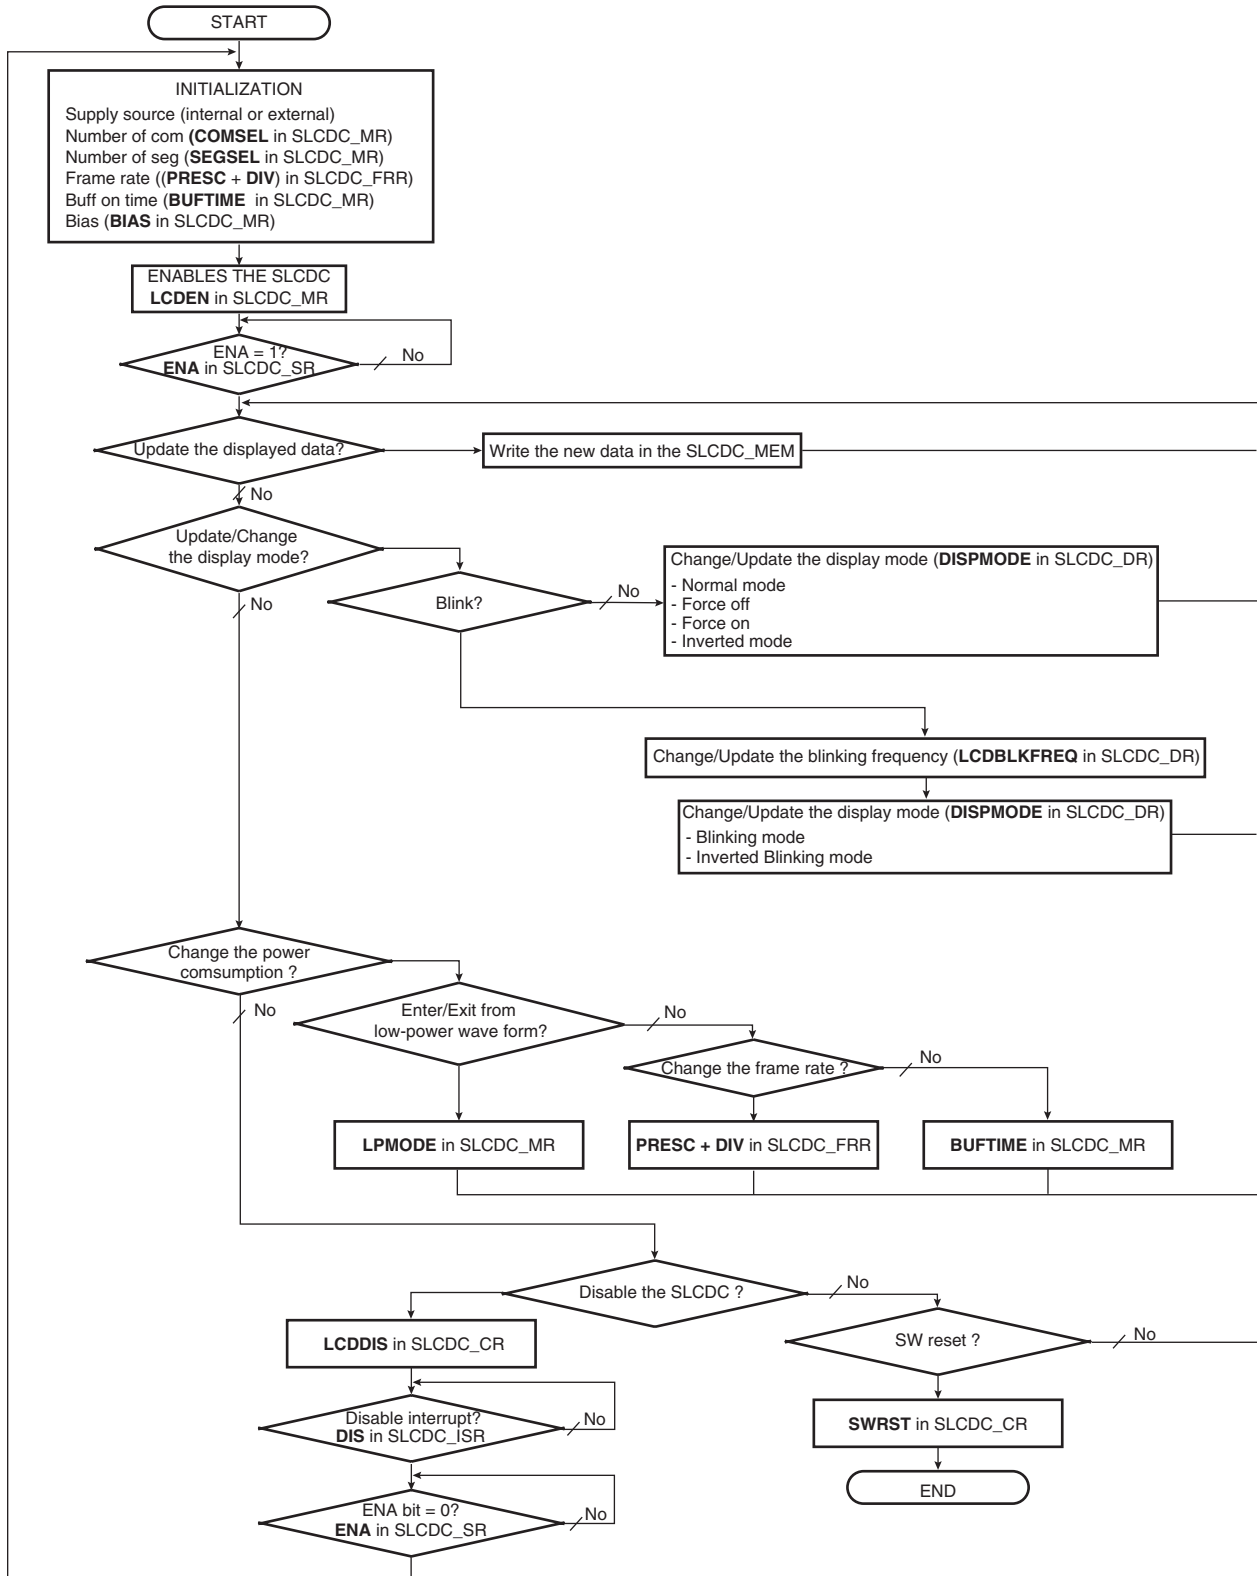 START
INITIALIZATION
Supply source (internal or external)
Number of com (COMSEL in SLCDC_MR)
Number of seg (SEGSEL in SLCDC_MR)
Frame rate ((PRESC + DIV) in SLCDC_FRR)
Buff on time (BUFTIME in SLCDC_MR)
Bias (BIAS in SLCDC_MR)
ENABLES THE SLCDC
LCDEN in SLCDC_MR
ENA = 1?
ENA in SLCDC_SR
No
Update the displayed data?
Write the new data in the SLCDC_MEM
No
Update/Change
the display mode?
No
Blink?
No
Change/Update the display mode (DISPMODE in SLCDC_DR)
- Normal mode
- Force off
- Force on
- Inverted mode
Change/Update the blinking frequency (LCDBLKFREQ in SLCDC_DR)
Change/Update the display mode (DISPMODE in SLCDC_DR)
- Blinking mode
- Inverted Blinking mode
Change the power
comsumption ?
No
Enter/Exit from
low-power wave form?
No
Change the frame rate ?
No
LPMODE in SLCDC_MR
PRESC + DIV in SLCDC_FRR
BUFTIME in SLCDC_MR
Disable the SLCDC ?
No
LCDDIS in SLCDC_CR
SW reset ?
No
Disable interrupt?
DIS in SLCDC_ISR
No
SWRST in SLCDC_CR
END
ENA bit = 0?
ENA in SLCDC_SR
No